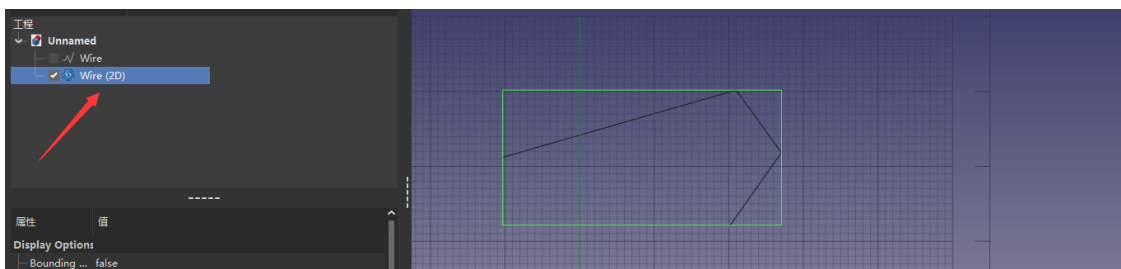 工程
Unnamed
Wire
Wire (2D)
属性 值
Display Options
Bounding ... false